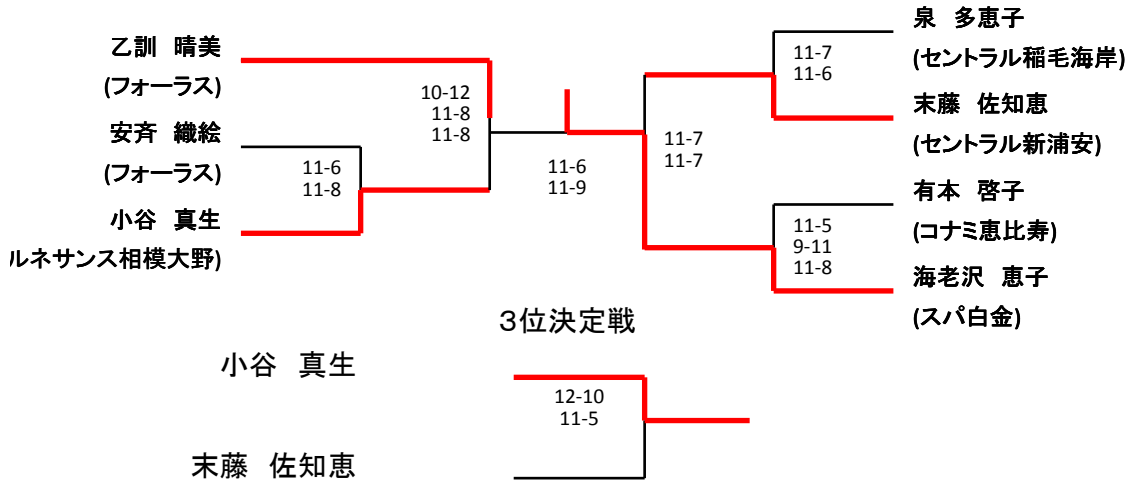 乙訓　晴美
(フォーラス)
安斉　織絵
(フォーラス)
小谷　真生
ルネサンス相模大野)
10-12
11-8
11-8
11-6
11-8
11-6
11-9
11-7
11-7
泉　多恵子
(セントラル稲毛海岸)
末藤　佐知恵
(セントラル新浦安)
11-7
11-6
有本　啓子
(コナミ恵比寿)
海老沢　恵子
(スパ白金)
11-5
9-11
11-8
３位決定戦
小谷　真生
末藤　佐知恵
12-10
11-5